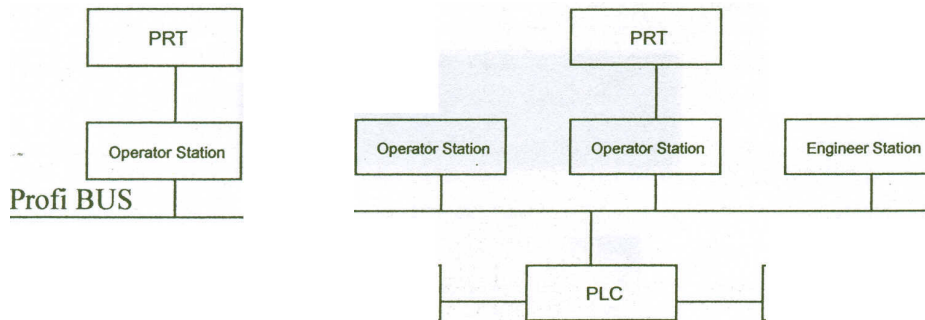 PRT
PRT
Operator Station
Operator Station
Operator Station
Engineer Station
Profi BUS
PLC